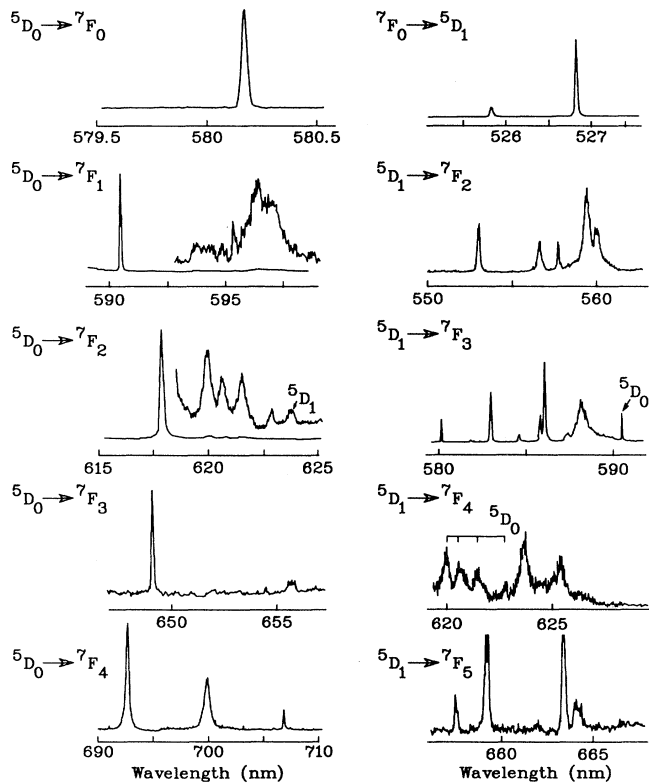 ⁵D₀ → ⁷F₀
579.5 580 580.5
⁷F₀ → ⁵D₁
526 527
⁵D₀ → ⁷F₁
590 595
⁵D₁ → ⁷F₂
550 560
⁵D₀ → ⁷F₂
⁵D₁
615 620 625
⁵D₁ → ⁷F₃
⁵D₀
580 590
⁵D₀ → ⁷F₃
650 655
⁵D₁ → ⁷F₄
⁵D₀
620 625
⁵D₀ → ⁷F₄
690 700 710
Wavelength (nm)
⁵D₁ → ⁷F₅
660 665
Wavelength (nm)